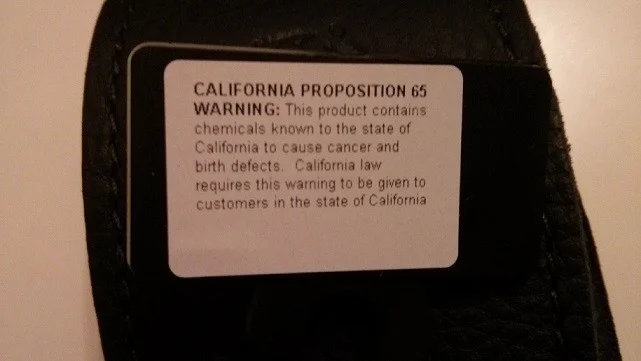 CALIFORNIA PROPOSITION 65
WARNING: This product contains
chemicals known to the state of
California to cause cancer and
birth defects.  California law
requires this warning to be given to
customers in the state of California